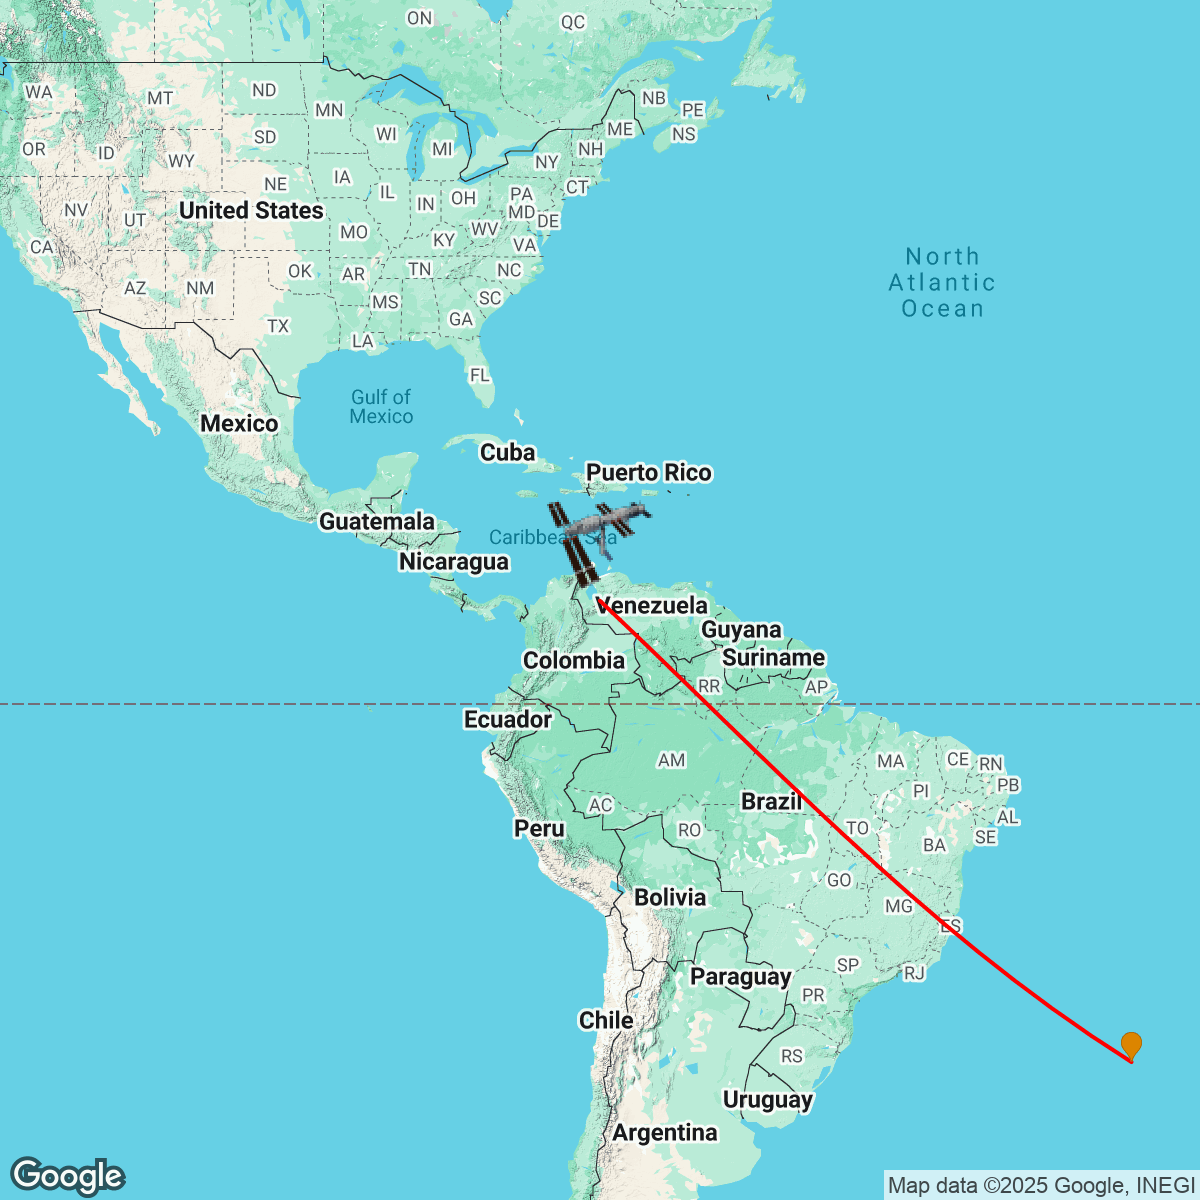 ON
QC
WA
MT
ND
MN
NB
PE
OR
ID
WY
SD
WI
MI
ME
NS
NH
NY
NE
IA
IL
IN
OH
PA
CT
NV
UT
United States
MO
KY
WV
MD
DE
CA
VA
AZ
NM
OK
AR
TN
NC
MS
SC
TX
LA
GA
FL
North
Atlantic
Ocean
Gulf of
Mexico
Mexico
Cuba
Puerto Rico
Guatemala
Caribbean Sea
Nicaragua
Venezuela
Guyana
Colombia
Suriname
RR
AP
Ecuador
AM
MA
CE
RN
PI
PB
AC
Brazil
AL
Peru
RO
TO
SE
BA
GO
Bolivia
MG
ES
SP
RJ
Paraguay
PR
Chile
RS
Uruguay
Argentina
Google
Map data ©2025 Google, INEGI